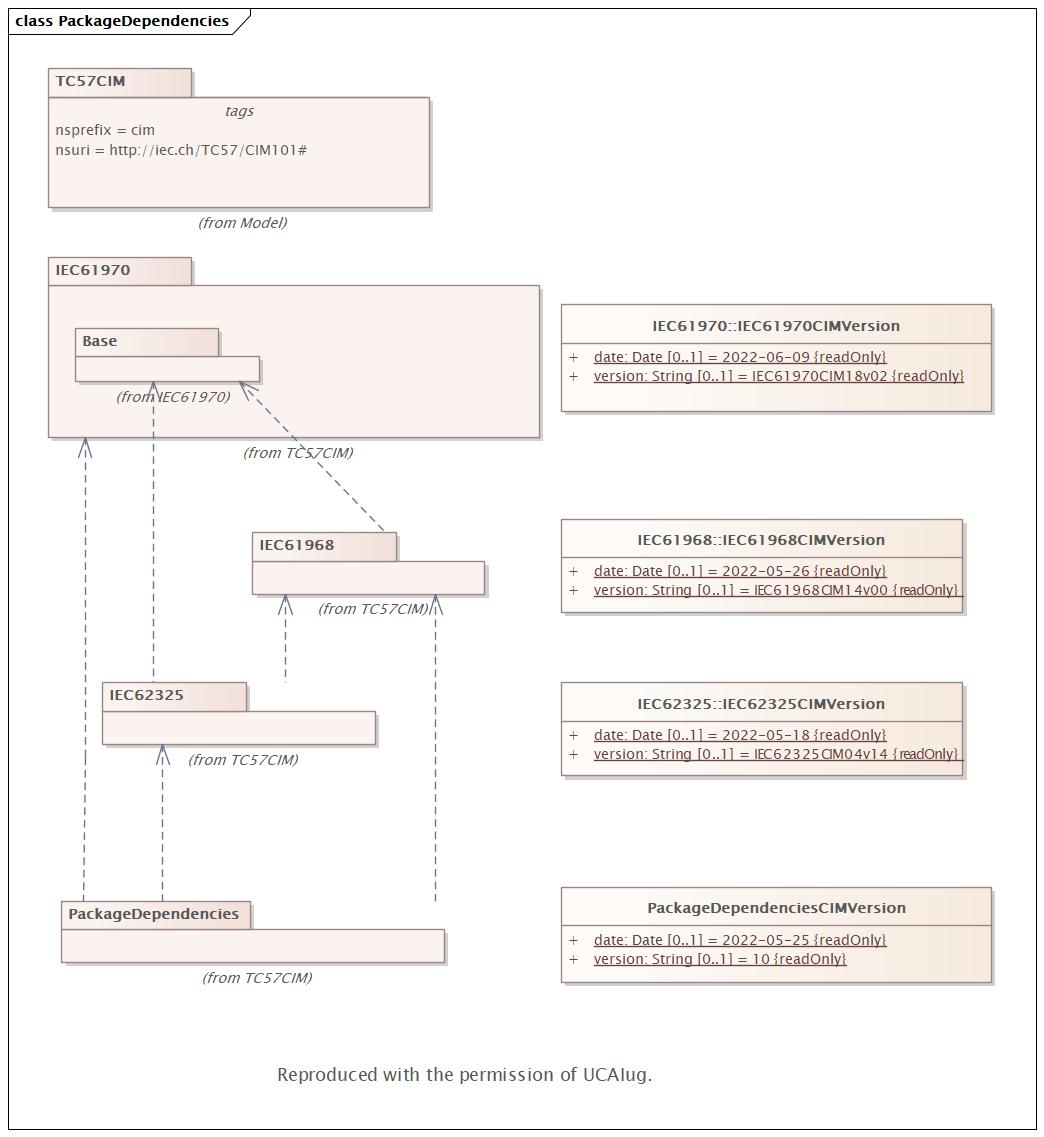 class PackageDependencies
TC57CIM
tags
nsprefix = cim
nsuri = http://iec.ch/TC57/CIM101#
(from Model)
IEC61970
Base
(from IEC61970)
(from TC57CIM)
IEC61970::IEC61970CIMVersion
+ date: Date [0..1] = 2022-06-09 {readOnly}
+ version: String [0..1] = IEC61970CIM18v02 {readOnly}
IEC61968
(from TC57CIM)
IEC61968::IEC61968CIMVersion
+ date: Date [0..1] = 2022-05-26 {readOnly}
+ version: String [0..1] = IEC61968CIM14v00 {readOnly}
IEC62325
(from TC57CIM)
IEC62325::IEC62325CIMVersion
+ date: Date [0..1] = 2022-05-18 {readOnly}
+ version: String [0..1] = IEC62325CIM04v14 {readOnly}
PackageDependencies
(from TC57CIM)
PackageDependenciesCIMVersion
+ date: Date [0..1] = 2022-05-25 {readOnly}
+ version: String [0..1] = 10 {readOnly}
Reproduced with the permission of UCAIug.